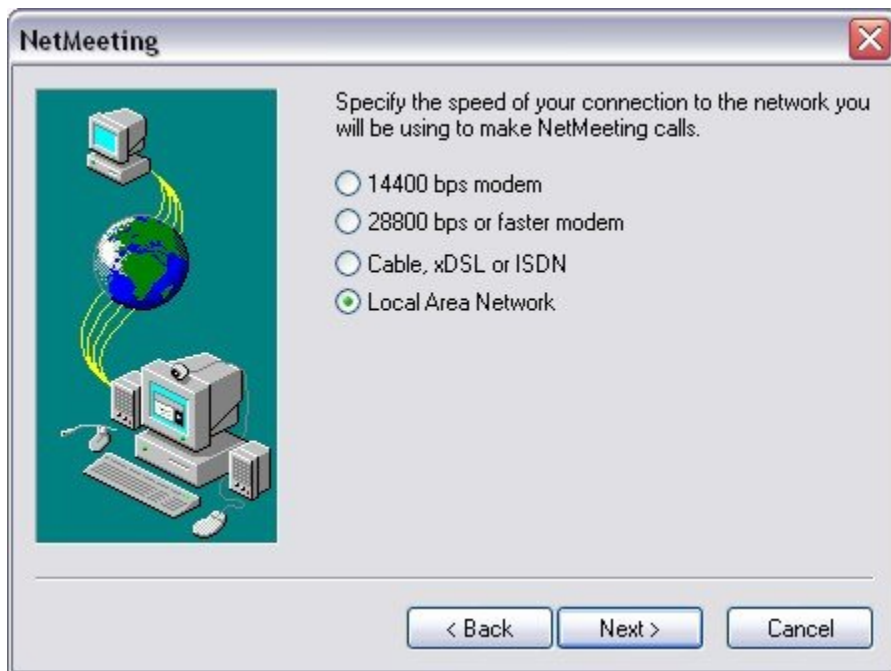 NetMeeting
Specify the speed of your connection to the network you
will be using to make NetMeeting calls.
14400 bps modem
28800 bps or faster modem
Cable, xDSL or ISDN
Local Area Network
< Back
Next >
Cancel